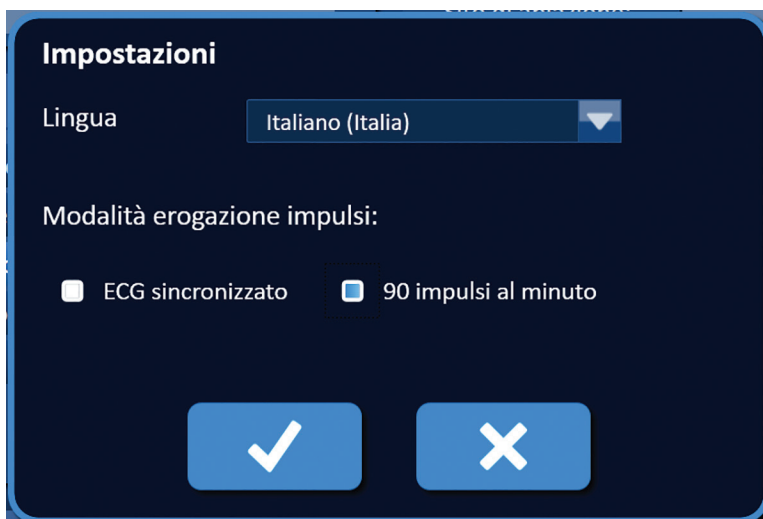 Impostazioni
Lingua
Italiano (Italia)
Modalità erogazione impulsi:
ECG sincronizzato
90 impulsi al minuto